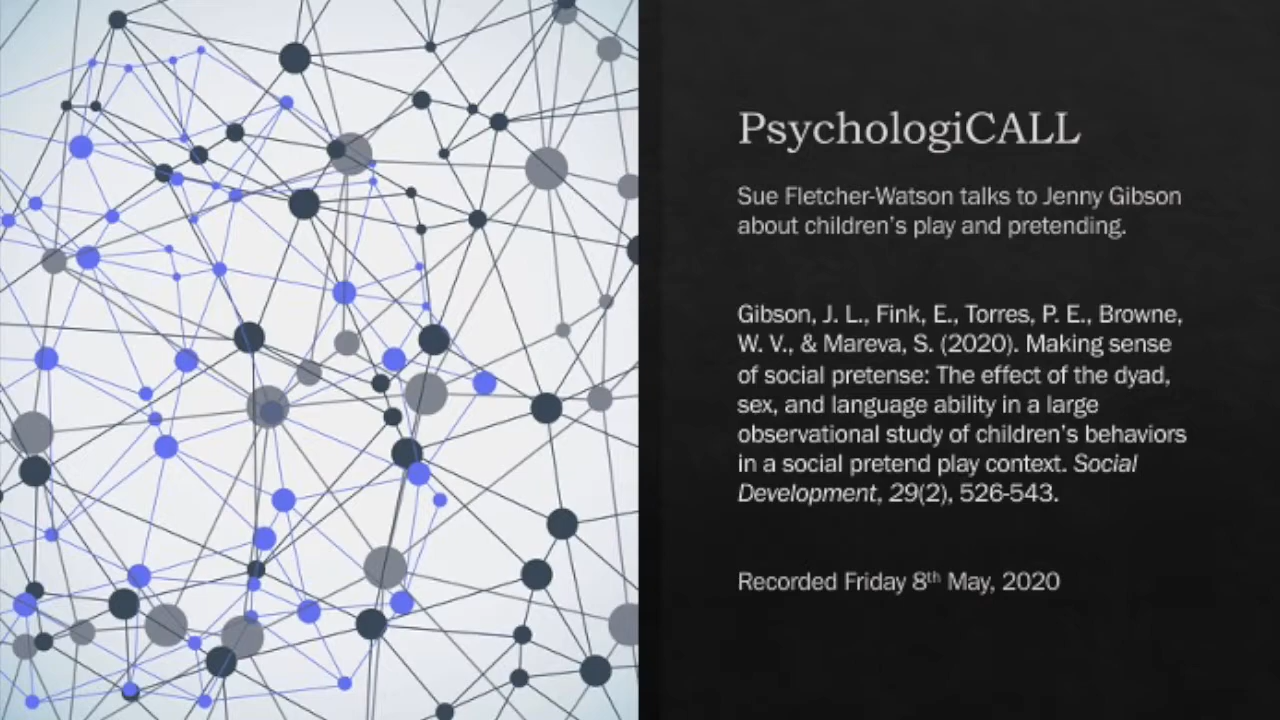 PsychologiCALL
Sue Fletcher-Watson talks to Jenny Gibson
about children’s play and pretending.
Gibson, J. L., Fink, E., Torres, P. E., Browne,
W. V., & Mareva, S. (2020). Making sense
of social pretense: The effect of the dyad,
sex, and language ability in a large
observational study of children’s behaviors
in a social pretend play context. Social
Development, 29(2), 526-543.
Recorded Friday 8th May, 2020